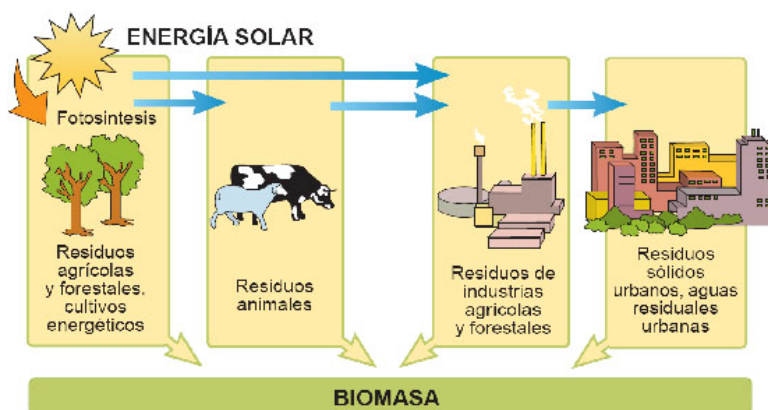 ENERGÍA SOLAR
Fotosíntesis
Residuos
agrícolas
y forestales,
cultivos
energéticos
Residuos
animales
Residuos de
industrias
agrícolas
y forestales
Residuos
sólidos
urbanos, aguas
residuales
urbanas
BIOMASA